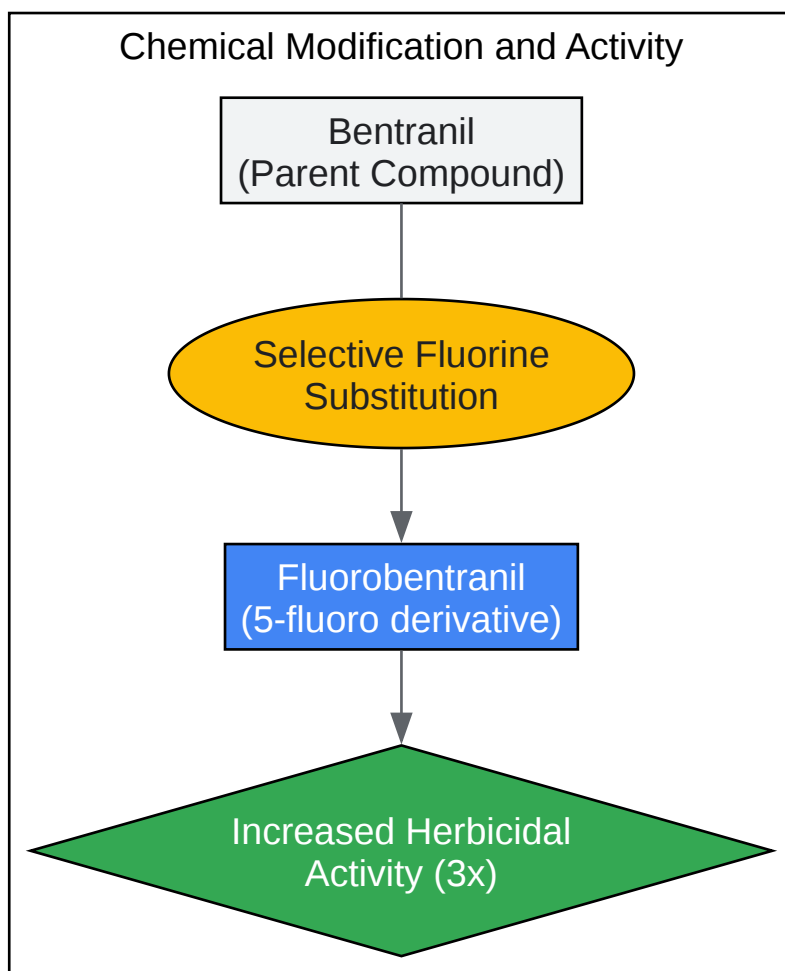 Chemical Modification and Activity
Bentranil
(Parent Compound)
Selective Fluorine
Substitution
Fluorobentranil
(5-fluoro derivative)
Increased Herbicidal
Activity (3x)